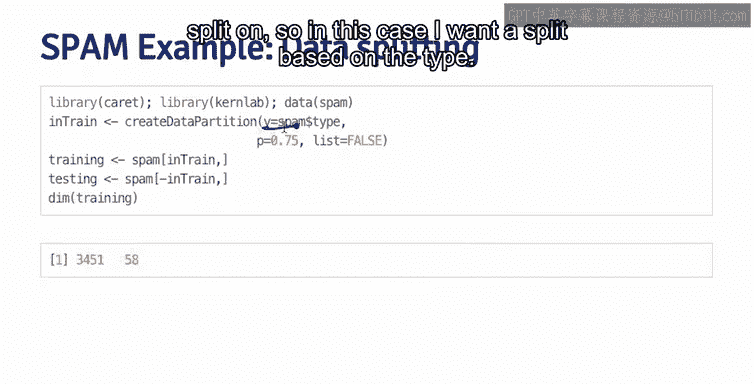 split on, so in this case I want a split
based on the type.
SPAM Example: Data splitting
library(caret); library(kernlab); data(spam)
inTrain <- createDataPartition(y=spam$type,
p=0.75, list=FALSE)
training <- spam[inTrain,]
testing <- spam[-inTrain,]
dim(training)
[1] 3451 58